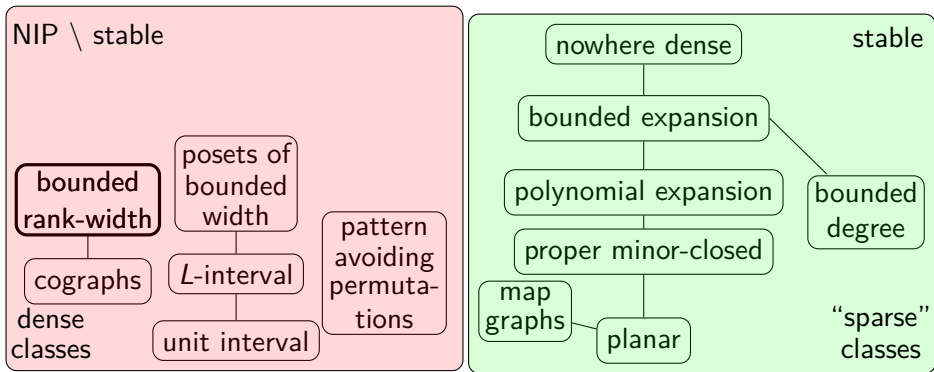 NIP \ stable
posets of
bounded
width
bounded
rank-width
pattern
avoiding
permuta-
tions
cographs
L-interval
unit interval
dense
classes
nowhere dense
stable
bounded expansion
polynomial expansion
bounded
degree
proper minor-closed
map
graphs
planar
"sparse"
classes